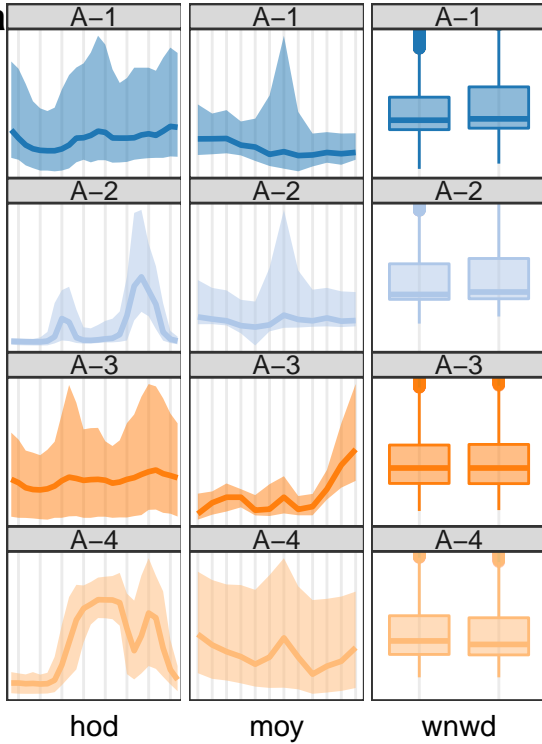 a
A−1 A−1 A−1
A−2 A−2 A−2
A−3 A−3 A−3
A−4 A−4 A−4
hod moy wnwd